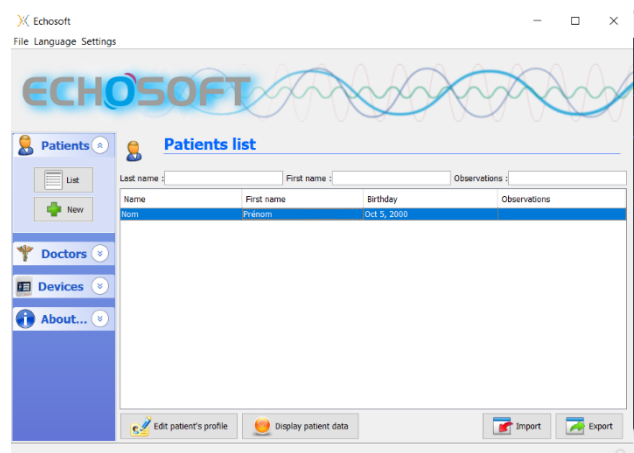 Echosoft
File Language Settings
ECHOSOFT
Patients
List
New
Doctors
Devices
About...
Patients list
Last name : First name : Observations :
Name First name Birthday Observations
Nom Prénom Oct 5, 2000
Edit patient's profile Display patient data Import Export